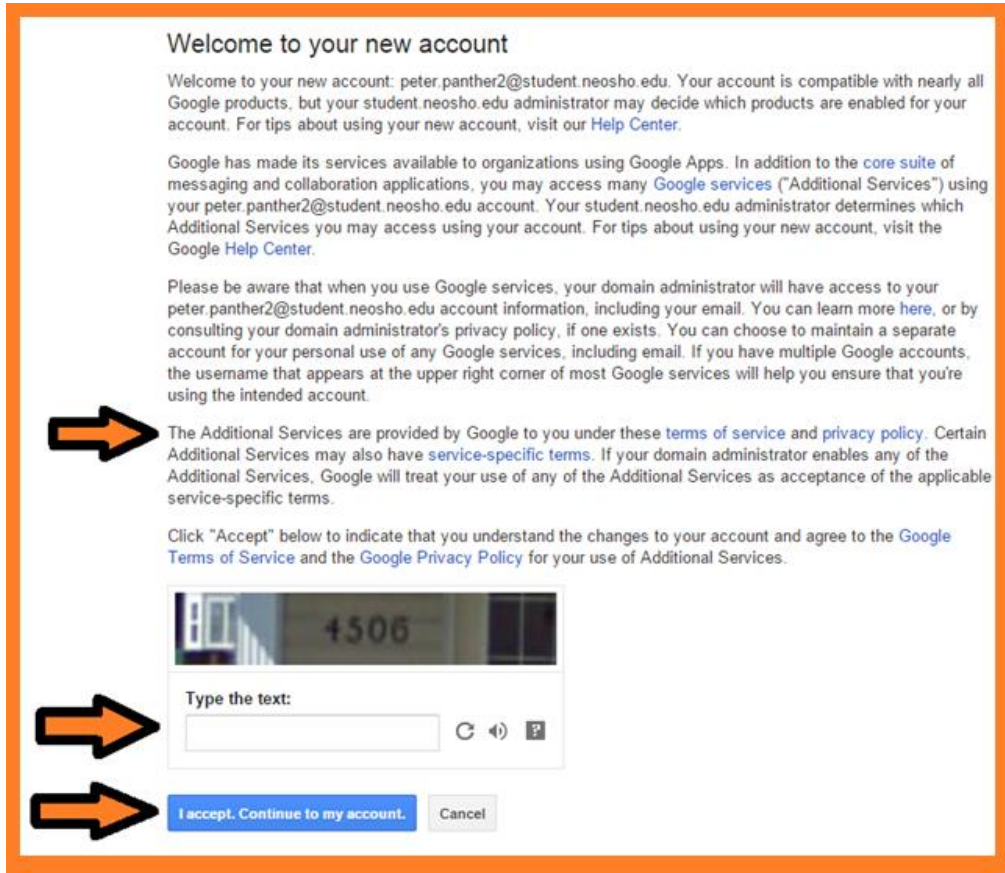 Welcome to your new account
Welcome to your new account: peter.panther2@student.neosho.edu. Your account is compatible with nearly all
Google products, but your student.neosho.edu administrator may decide which products are enabled for your
account. For tips about using your new account, visit our Help Center.
Google has made its services available to organizations using Google Apps. In addition to the core suite of
messaging and collaboration applications, you may access many Google services ("Additional Services") using
your peter.panther2@student.neosho.edu account. Your student.neosho.edu administrator determines which
Additional Services you may access using your account. For tips about using your new account, visit the
Google Help Center.
Please be aware that when you use Google services, your domain administrator will have access to your
peter.panther2@student.neosho.edu account information, including your email. You can learn more here, or by
consulting your domain administrator's privacy policy, if one exists. You can choose to maintain a separate
account for your personal use of any Google services, including email. If you have multiple Google accounts,
the username that appears at the upper right corner of most Google services will help you ensure that you're
using the intended account.
The Additional Services are provided by Google to you under these terms of service and privacy policy. Certain
Additional Services may also have service-specific terms. If your domain administrator enables any of the
Additional Services, Google will treat your use of any of the Additional Services as acceptance of the applicable
service-specific terms.
Click "Accept" below to indicate that you understand the changes to your account and agree to the Google
Terms of Service and the Google Privacy Policy for your use of Additional Services.
4506
Type the text:
?
I accept. Continue to my account. Cancel